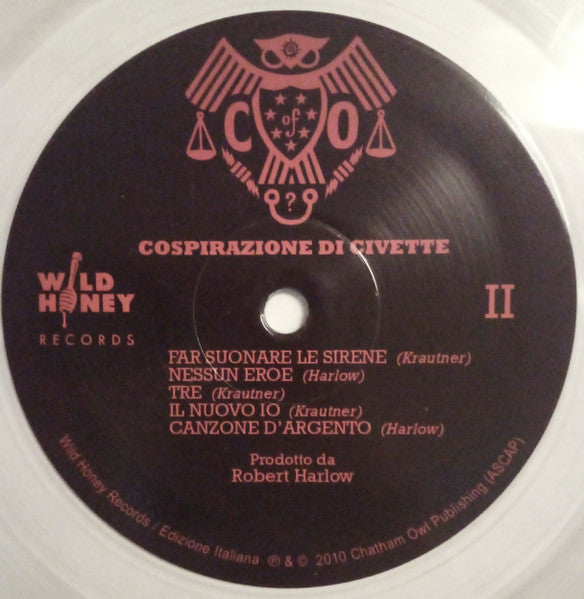 C of O
?
COSPIRAZIONE DI CIVETTE
WILD
HONEY
RECORDS
II
FAR SUONARE LE SIRENE (Krautner)
NESSUN EROE (Harlow)
TRE (Krautner)
IL NUOVO IO (Krautner)
CANZONE D'ARGENTO (Harlow)
Prodotto da
Robert Harlow
Wild Honey Records / Edizione Italiana ℗ & © 2010 Chatham Owl Publishing (ASCAP)